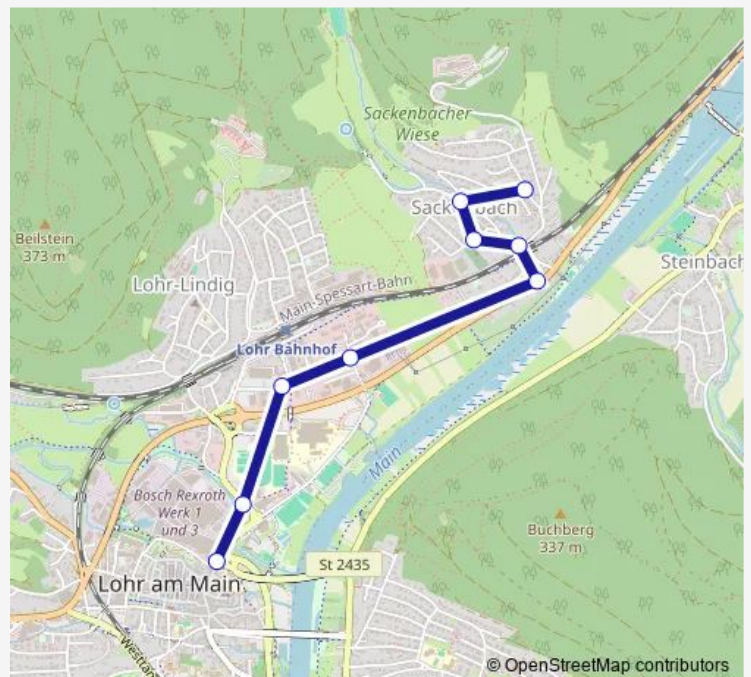 Sackenbacher
Wiese
Sackenbach
Beilstein
373 m
Steinbach
Lohr-Lindig
Main-Spessart-Bahn
Lohr Bahnhof
Main
Bosch Rexroth
Werk 1
und 3
Buchberg
337 m
St 2435
Lohr am Main
Westtran
© OpenStreetMap contributors